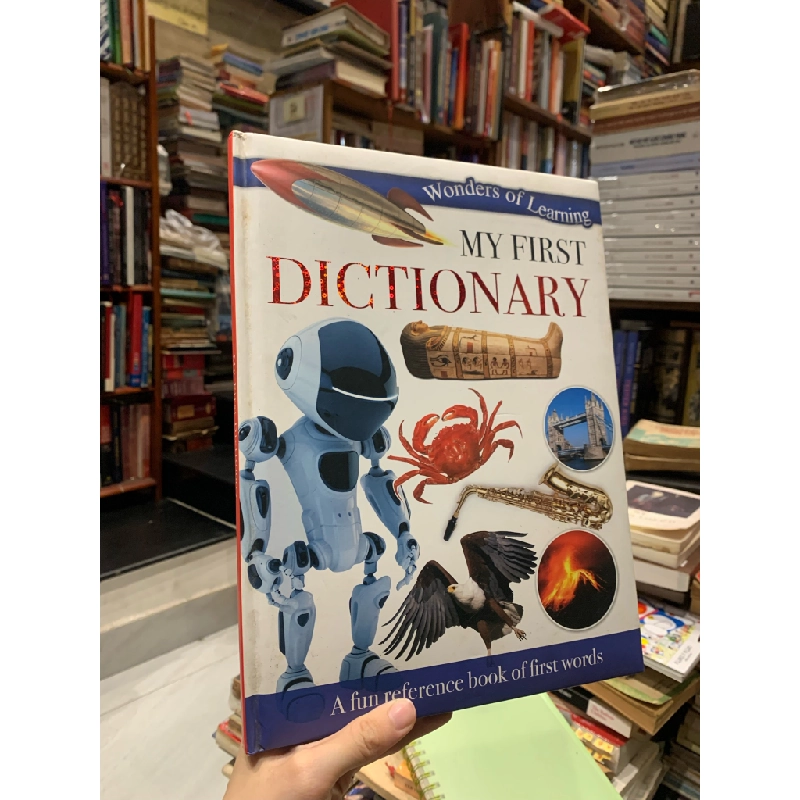 Wonders of Learning
MY FIRST
DICTIONARY
A fun reference book of first words